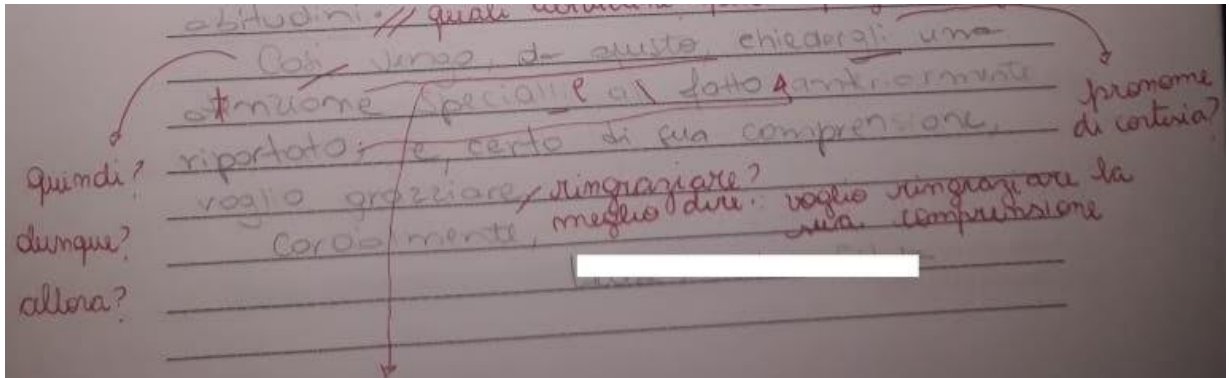 abitudini. // quali
Così vengo, da questo, chiedergli una
attenzione speciale al fatto anteriormente
riportato; e, certo di sua comprensione,
pronome
di cortesia?
quindi?
voglio grazziare, ringraziare?
meglio dire: voglio ringraziare la
sua comprensione
dunque?
Cordialmente,
allora?